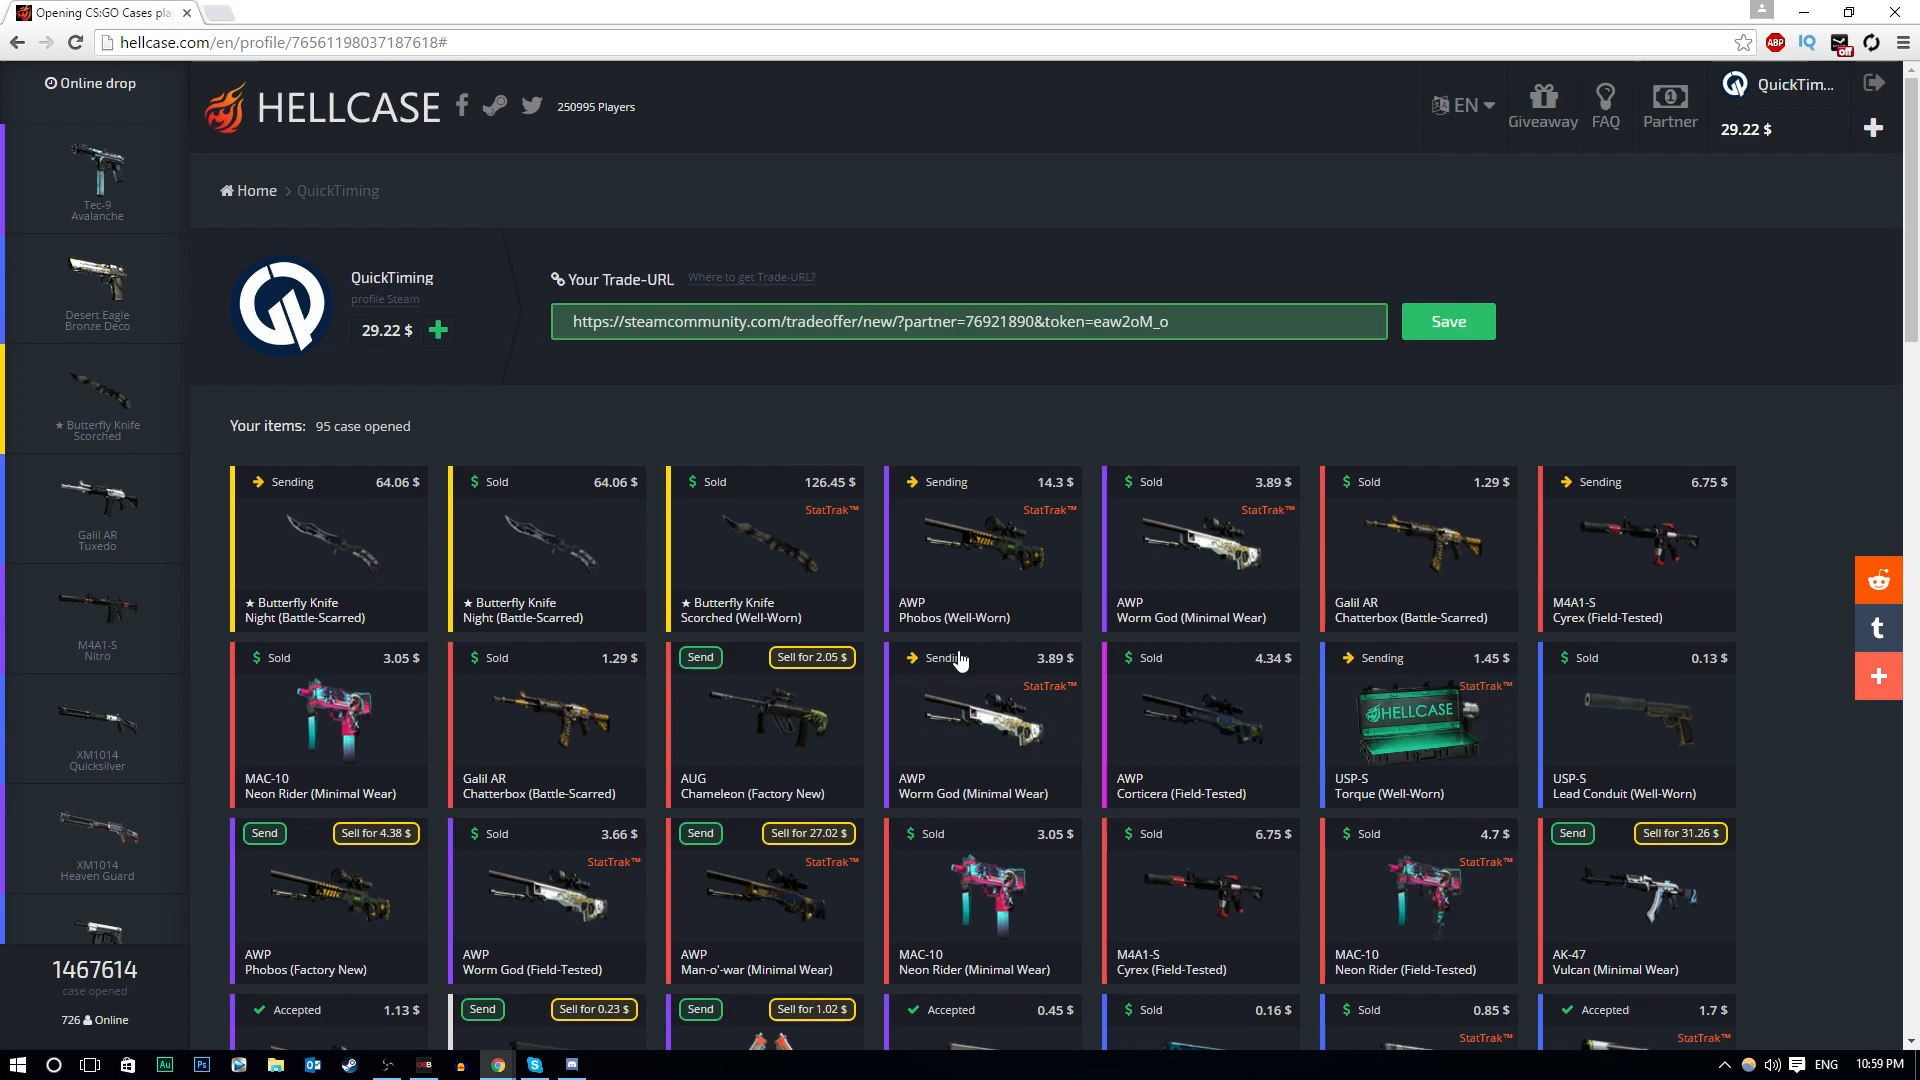 Opening CS:GO Cases pla
hellcase.com/en/profile/76561198037187618#
ABP
IQ
off
Online drop
HELLCASE
250995 Players
EN
Giveaway
FAQ
Partner
QuickTim...
29.22 $
Home > QuickTiming
QuickTiming
profile Steam
29.22 $
Your Trade-URL
Where to get Trade-URL?
https://steamcommunity.com/tradeoffer/new/?partner=76921890&token=eaw2oM_o
Save
Tec-9
Avalanche
Desert Eagle
Bronze Deco
★ Butterfly Knife
Scorched
Galil AR
Tuxedo
M4A1-S
Nitro
XM1014
Quicksilver
XM1014
Heaven Guard
1467614
case opened
726 Online
Your items: 95 case opened
Sending 64.06 $
★ Butterfly Knife
Night (Battle-Scarred)
$ Sold 64.06 $
★ Butterfly Knife
Night (Battle-Scarred)
$ Sold 126.45 $
StatTrak™
★ Butterfly Knife
Scorched (Well-Worn)
Sending 14.3 $
StatTrak™
AWP
Phobos (Well-Worn)
$ Sold 3.89 $
StatTrak™
AWP
Worm God (Minimal Wear)
$ Sold 1.29 $
Galil AR
Chatterbox (Battle-Scarred)
Sending 6.75 $
M4A1-S
Cyrex (Field-Tested)
$ Sold 3.05 $
MAC-10
Neon Rider (Minimal Wear)
$ Sold 1.29 $
Galil AR
Chatterbox (Battle-Scarred)
Send Sell for 2.05 $
AUG
Chameleon (Factory New)
Sending 3.89 $
StatTrak™
AWP
Worm God (Minimal Wear)
$ Sold 4.34 $
AWP
Corticera (Field-Tested)
Sending 1.45 $
StatTrak™
HELLCASE
USP-S
Torque (Well-Worn)
$ Sold 0.13 $
USP-S
Lead Conduit (Well-Worn)
Send Sell for 4.38 $
AWP
Phobos (Factory New)
$ Sold 3.66 $
StatTrak™
AWP
Worm God (Field-Tested)
Send Sell for 27.02 $
StatTrak™
AWP
Man-o'-war (Minimal Wear)
$ Sold 3.05 $
MAC-10
Neon Rider (Minimal Wear)
$ Sold 6.75 $
M4A1-S
Cyrex (Field-Tested)
$ Sold 4.7 $
StatTrak™
MAC-10
Neon Rider (Field-Tested)
Send Sell for 31.26 $
AK-47
Vulcan (Minimal Wear)
Accepted 1.13 $
Send Sell for 0.23 $
Send Sell for 1.02 $
Accepted 0.45 $
$ Sold 0.16 $
$ Sold 0.85 $
StatTrak™
Accepted 1.7 $
StatTrak™
ENG
10:59 PM